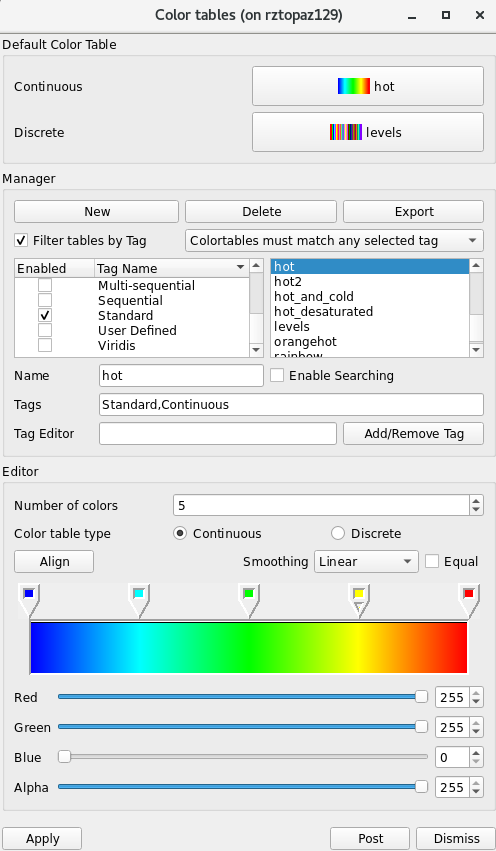 Color tables (on rztopaz129)
Default Color Table
Continuous hot
Discrete levels
Manager
New Delete Export
Filter tables by Tag Colortables must match any selected tag
Enabled Tag Name
Multi-sequential
Sequential
Standard
User Defined
Viridis
hot
hot2
hot_and_cold
hot_desaturated
levels
orangehot
rainbow
Name hot Enable Searching
Tags Standard,Continuous
Tag Editor Add/Remove Tag
Editor
Number of colors 5
Color table type Continuous Discrete
Align Smoothing Linear Equal
Red 255
Green 255
Blue 0
Alpha 255
Apply Post Dismiss